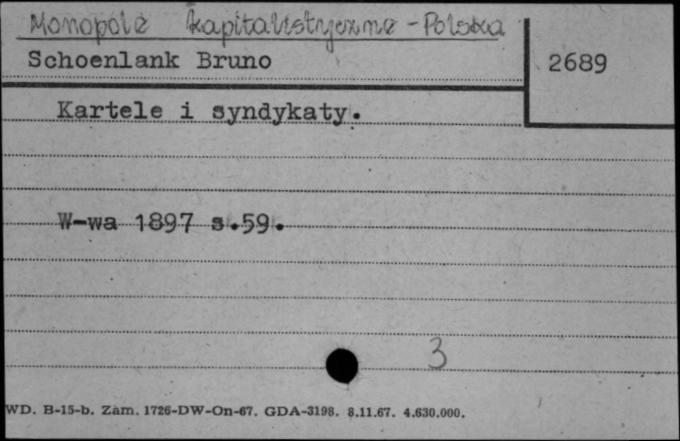 Monopole kapitalistyczne - Polska
Schoenlank Bruno
2689
Kartele i syndykaty.
W-wa 1897 s.59.
3
WD. B-15-b. Zam. 1726-DW-On-67. GDA-3198. 8.11.67. 4.630.000.